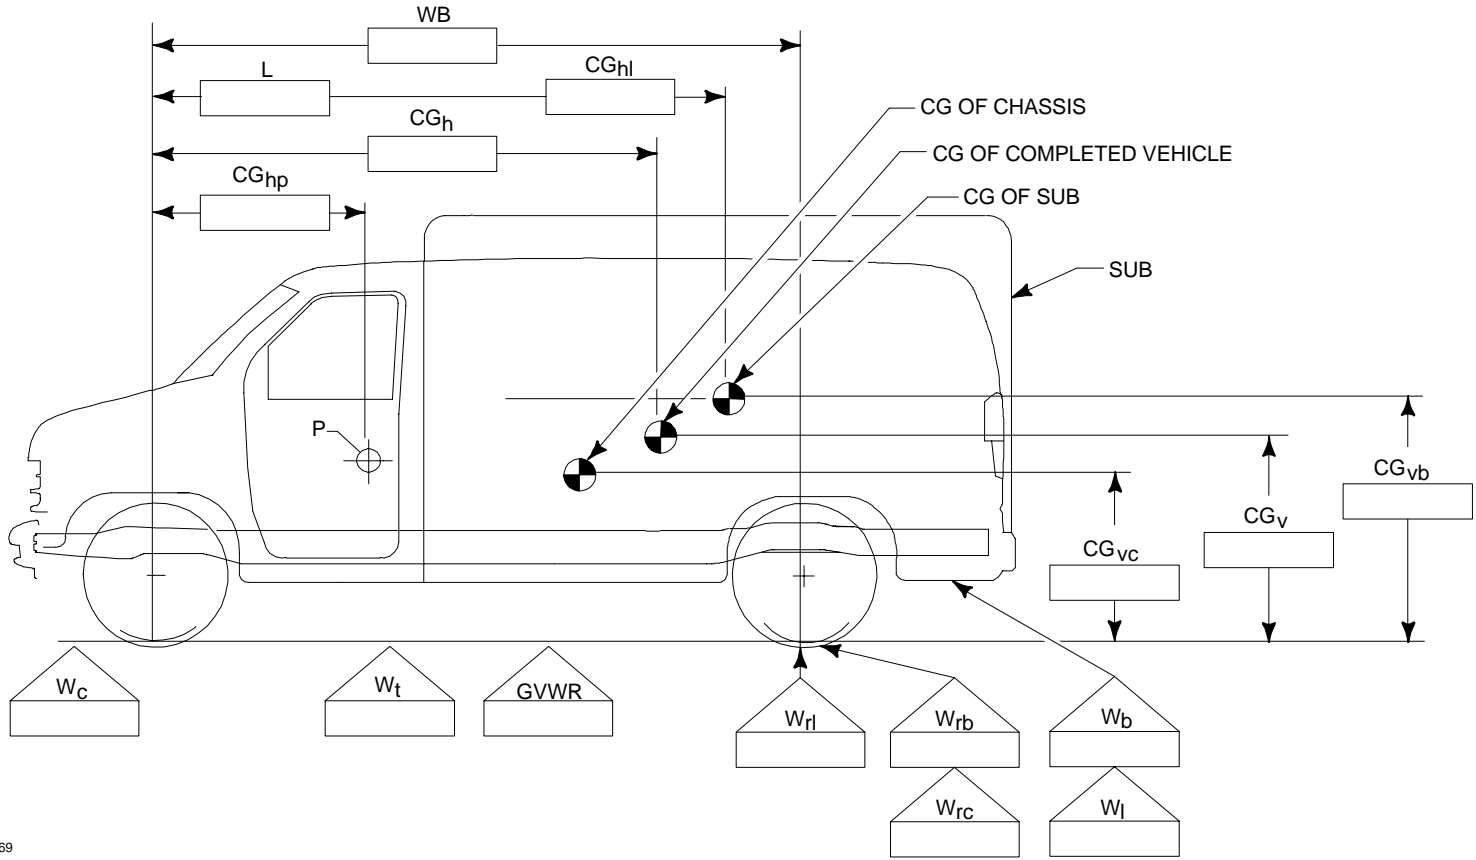 WB
L
CGhl
CGh
CGhp
CG OF CHASSIS
CG OF COMPLETED VEHICLE
CG OF SUB
SUB
P
CGvb
CGv
CGvc
Wc
Wt
GVWR
Wrl
Wrb
Wb
Wrc
Wl
69